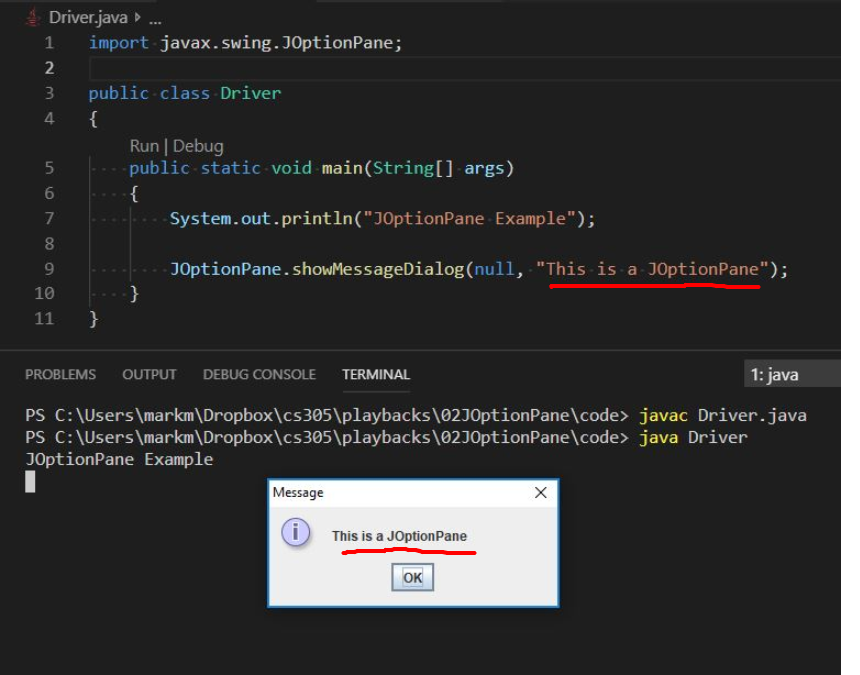 Driver.java ...
1 import javax.swing.JOptionPane;
2
3 public class Driver
4 {
Run | Debug
5 public static void main(String[] args)
6 {
7 System.out.println("JOptionPane Example");
8
9 JOptionPane.showMessageDialog(null, "This is a JOptionPane");
10 }
11 }
PROBLEMS OUTPUT DEBUG CONSOLE TERMINAL 1: java
PS C:\Users\markm\Dropbox\cs305\playbacks\02JOptionPane\code> javac Driver.java
PS C:\Users\markm\Dropbox\cs305\playbacks\02JOptionPane\code> java Driver
JOptionPane Example
Message
i This is a JOptionPane
OK